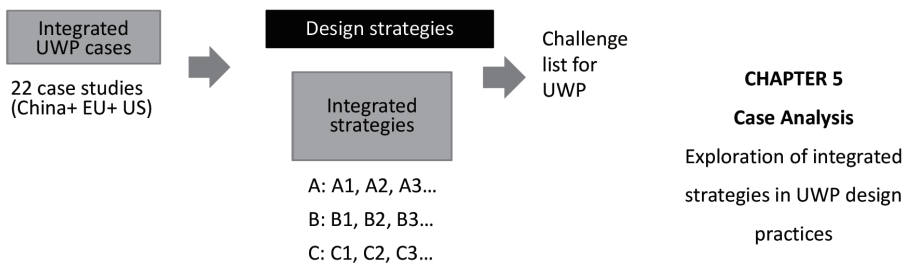 Integrated
UWP cases
22 case studies
(China+ EU+ US)
Design strategies
Integrated
strategies
A: A1, A2, A3...
B: B1, B2, B3...
C: C1, C2, C3...
Challenge
list for
UWP
CHAPTER 5
Case Analysis
Exploration of integrated
strategies in UWP design
practices